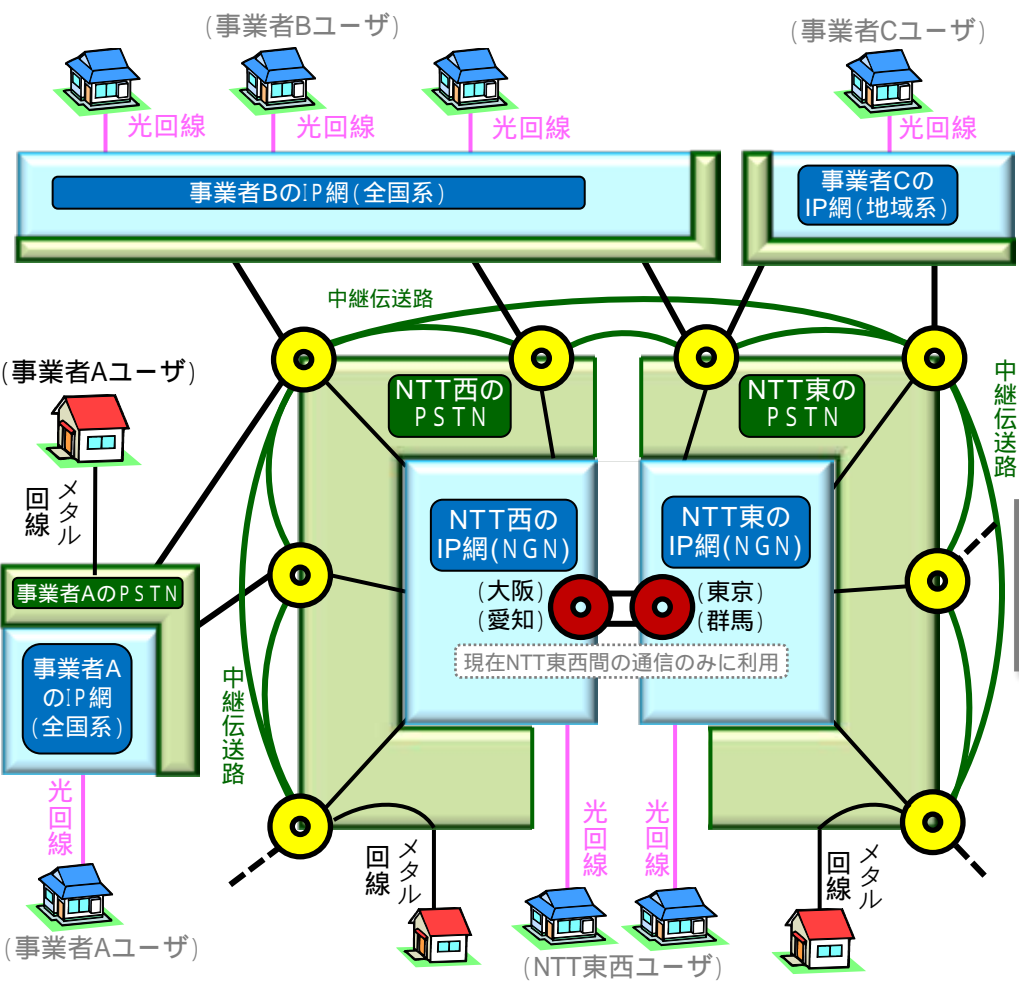 (事業者Bユーザ)
(事業者Cユーザ)
光回線
光回線
光回線
光回線
事業者BのIP網(全国系)
事業者Cの
IP網(地域系)
中継伝送路
(事業者Aユーザ)
メタル
回線
NTT西の
PSTN
NTT東の
PSTN
中継伝送路
事業者AのPSTN
NTT西の
IP網(NGN)
NTT東の
IP網(NGN)
(大阪)
(愛知)
(東京)
(群馬)
現在NTT東西間の通信のみに利用
事業者A
のIP網
(全国系)
中継伝送路
光回線
光回線
光回線
メタル
回線
メタル
回線
(事業者Aユーザ)
(NTT東西ユーザ)